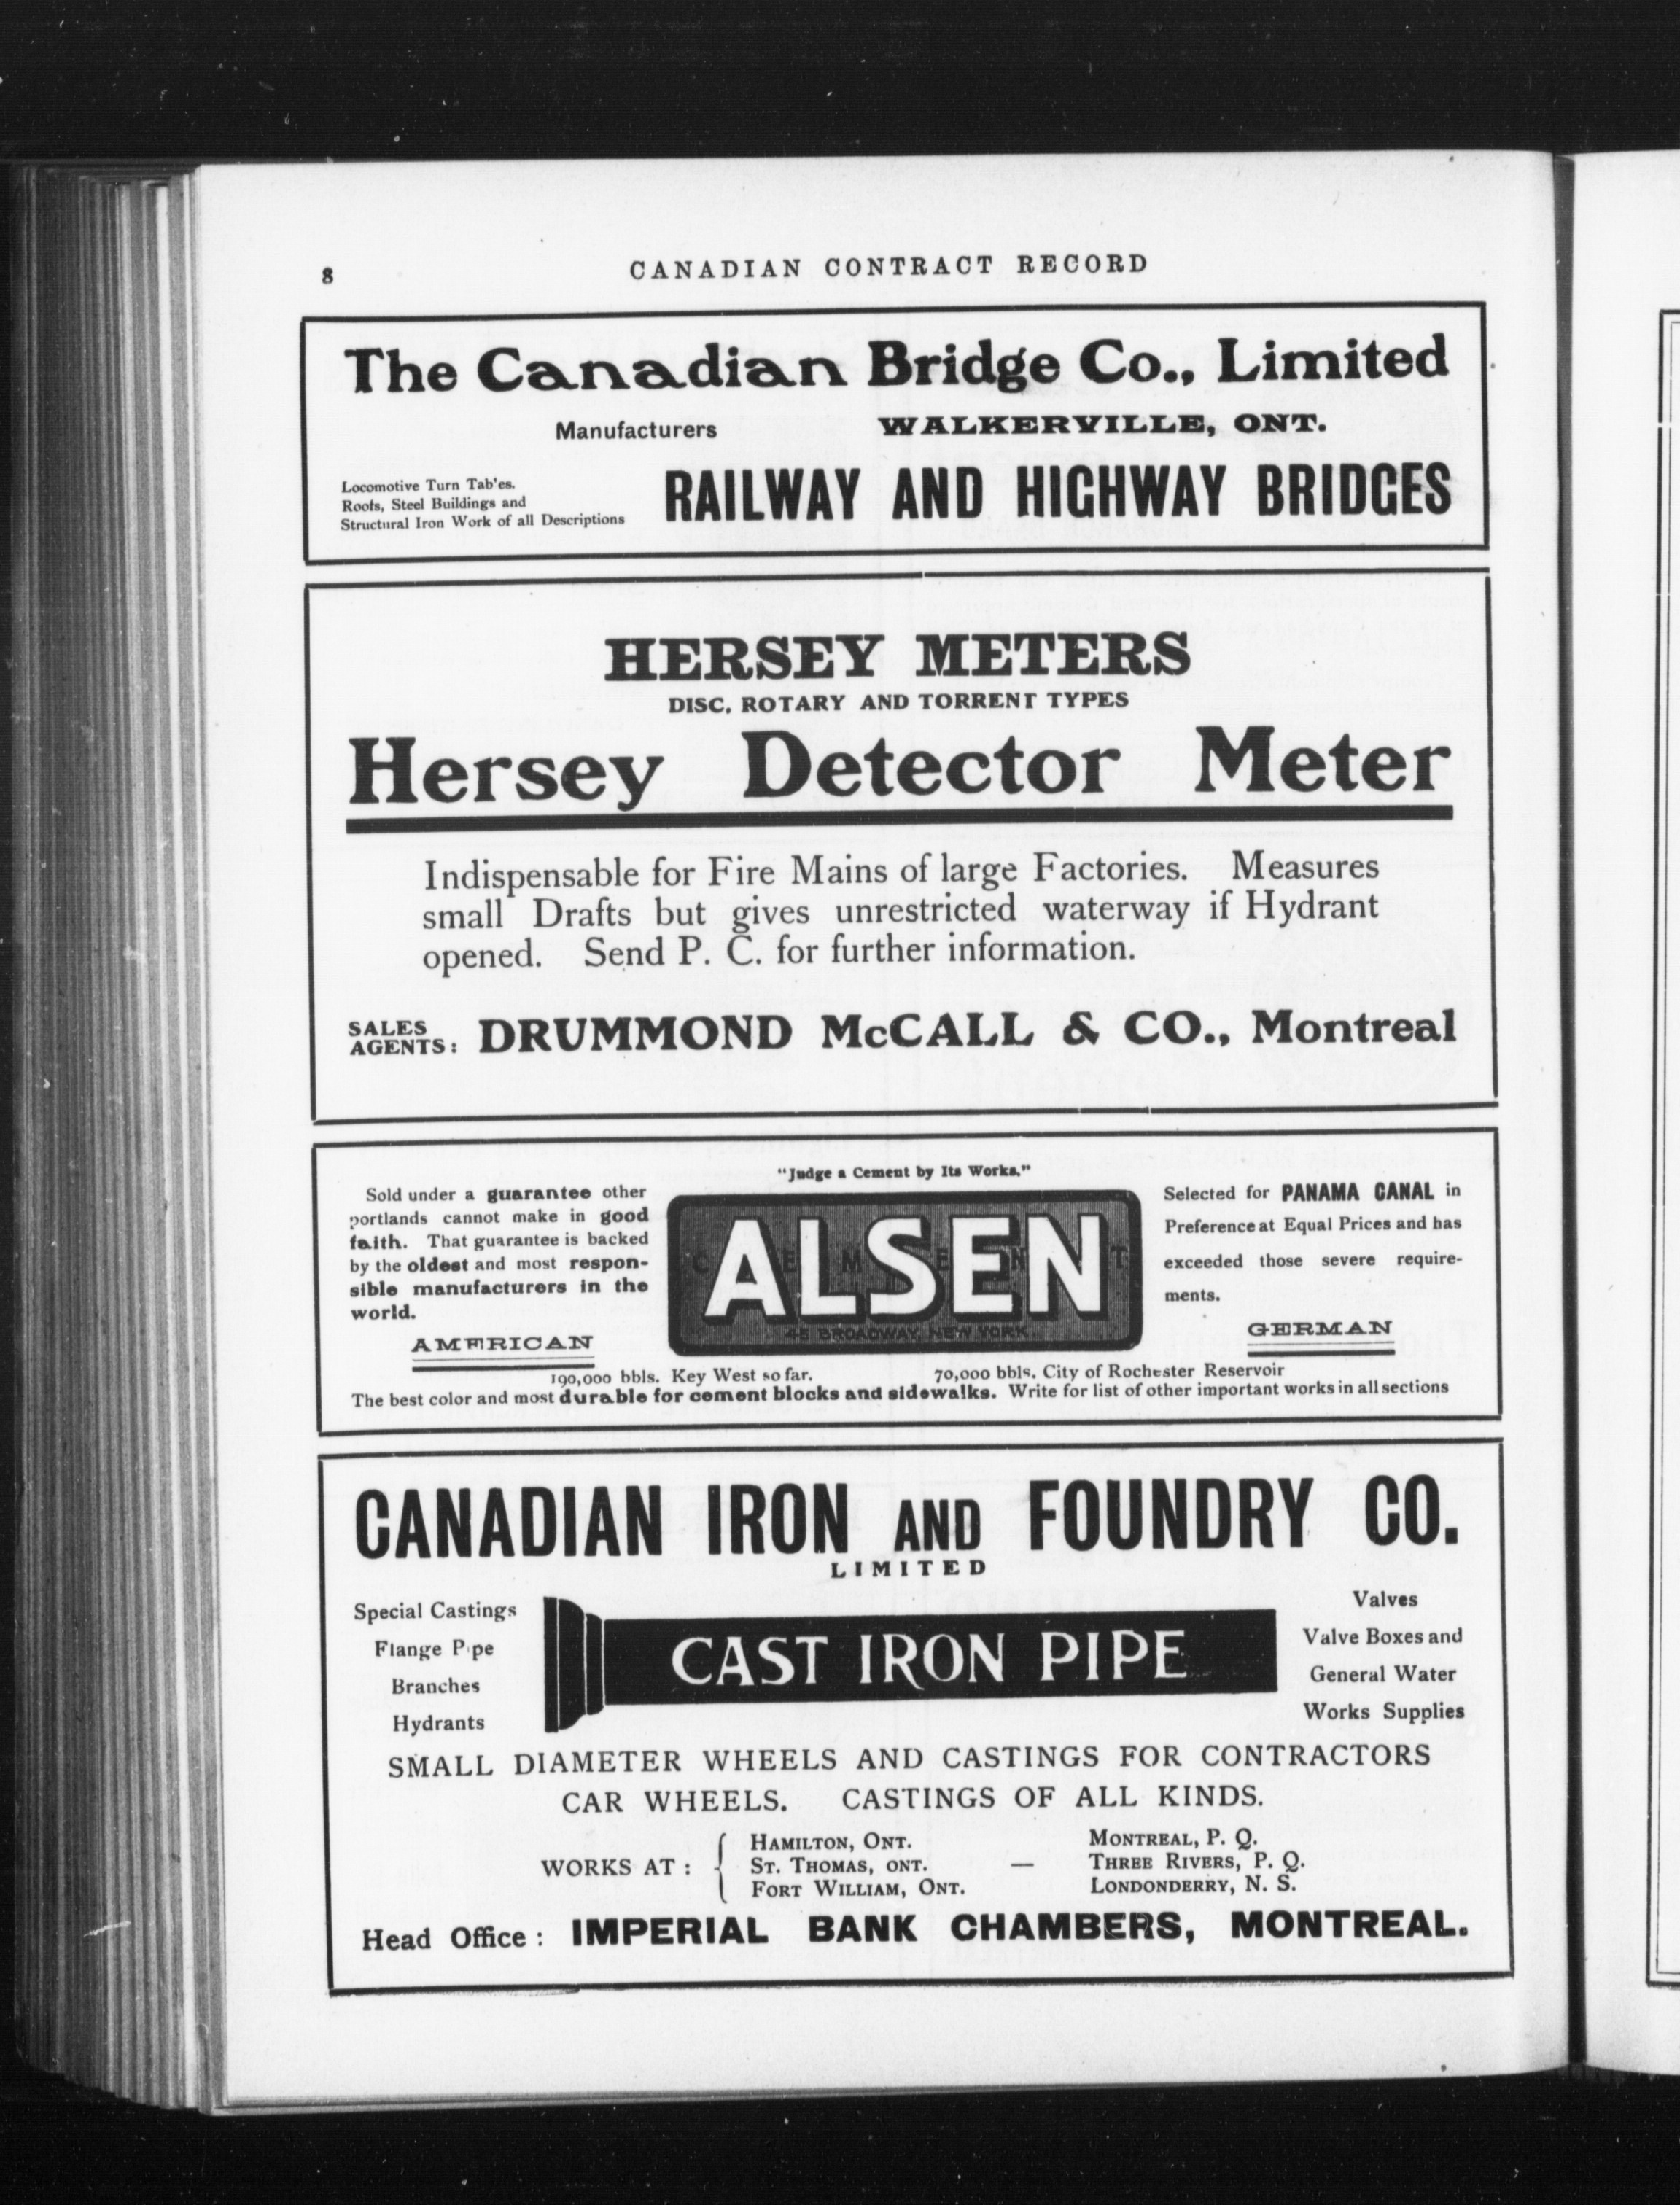 8
CANADIAN CONTRACT RECORD
The Canadian Bridge Co., Limited
Manufacturers
WALKERVILLE, ONT.
Locomotive Turn Tab'es.
Roofs, Steel Buildings and
Structural Iron Work of all Descriptions
RAILWAY AND HIGHWAY BRIDGES
HERSEY METERS
DISC, ROTARY AND TORRENT TYPES
Hersey Detector Meter
Indispensable for Fire Mains of large Factories. Measures
small Drafts but gives unrestricted waterway if Hydrant
opened. Send P. C. for further information.
SALES
AGENTS:
DRUMMOND McCALL & CO., Montreal
"Judge a Cement by Its Works."
Sold under a guarantee other
portlands cannot make in good
faith. That guarantee is backed
by the oldest and most respon-
sible manufacturers in the
world.
AMERICAN
ALSEN
CEMENT
45 BROADWAY, NEW YORK.
Selected for PANAMA CANAL in
Preference at Equal Prices and has
exceeded those severe require-
ments.
GERMAN
190,000 bbls. Key West so far.
70,000 bbls. City of Rochester Reservoir
The best color and most durable for cement blocks and sidewalks. Write for list of other important works in all sections
CANADIAN IRON AND FOUNDRY CO.
LIMITED
Special Castings
Flange Pipe
Branches
Hydrants
CAST IRON PIPE
Valves
Valve Boxes and
General Water
Works Supplies
SMALL DIAMETER WHEELS AND CASTINGS FOR CONTRACTORS
CAR WHEELS. CASTINGS OF ALL KINDS.
WORKS AT :
HAMILTON, ONT.
ST. THOMAS, ONT.
FORT WILLIAM, ONT.
—
MONTREAL, P. Q.
THREE RIVERS, P. Q.
LONDONDERRY, N. S.
Head Office : IMPERIAL BANK CHAMBERS, MONTREAL.